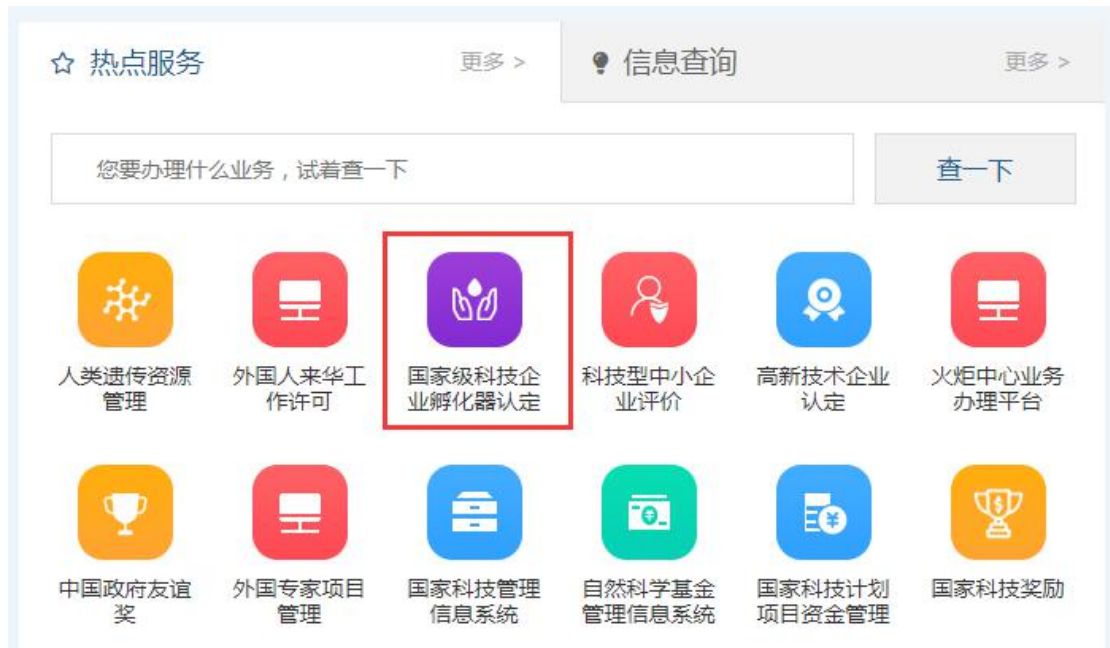 热点服务 更多 > 信息查询 更多 >
您要办理什么业务，试着查一下 查一下
人类遗传资源
管理
外国人来华工
作许可
国家级科技企
业孵化器认定
科技型中小企
业评价
高新技术企业
认定
火炬中心业务
办理平台
中国政府友谊
奖
外国专家项目
管理
国家科技管理
信息系统
自然科学基金
管理信息系统
国家科技计划
项目资金管理
国家科技奖励